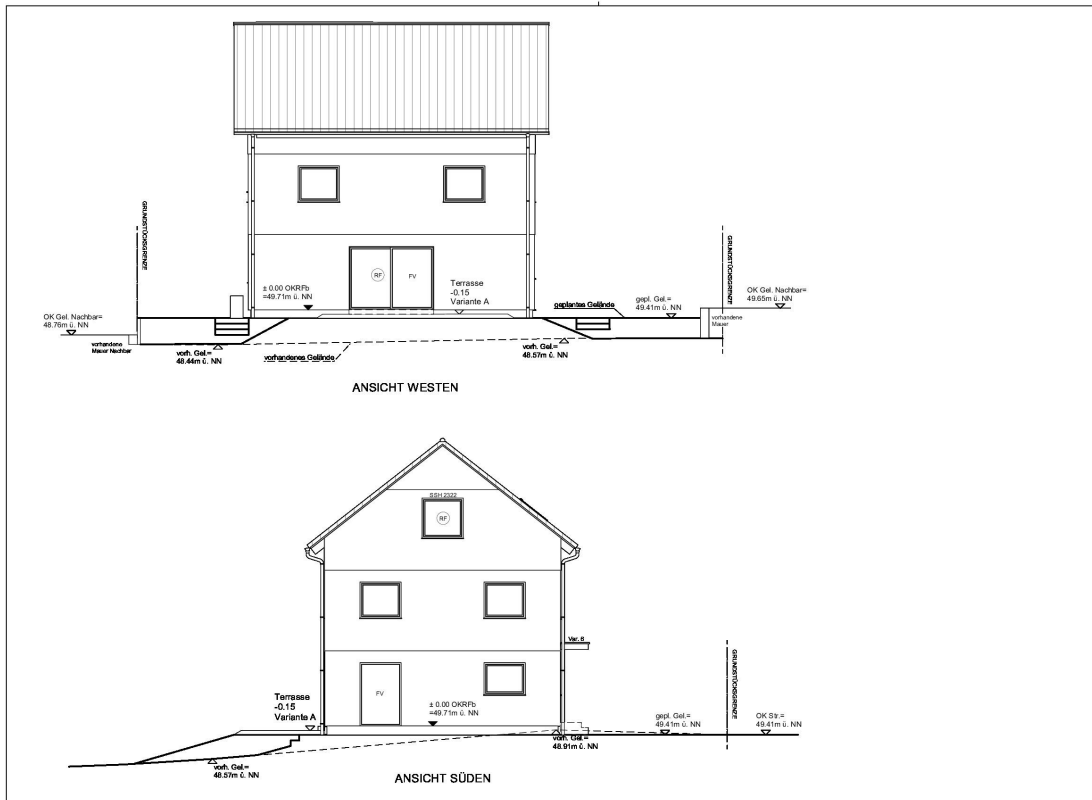 GRUNDSTÜCKSGRENZE
GRUNDSTÜCKSGRENZE
RF
FV
± 0.00 OKRFb
=49.71m ü. NN
Terrasse
-0.15
Variante A
geplantes Gelände
gepl. Gel.=
49.41m ü. NN
OK Gel. Nachbar=
49.65m ü. NN
OK Gel. Nachbar=
48.76m ü. NN
vorhandene
Mauer
vorhandene
Mauer Nachbar
vorh. Gel.=
48.44m ü. NN
vorhandenes Gelände
vorh. Gel.=
48.57m ü. NN
ANSICHT WESTEN
SSH 2322
RF
Var. 6
GRUNDSTÜCKSGRENZE
FV
Terrasse
-0.15
Variante A
± 0.00 OKRFb
=49.71m ü. NN
gepl. Gel.=
49.41m ü. NN
OK Str.=
49.41m ü. NN
vorh. Gel.=
48.91m ü. NN
vorh. Gel.=
48.57m ü. NN
ANSICHT SÜDEN